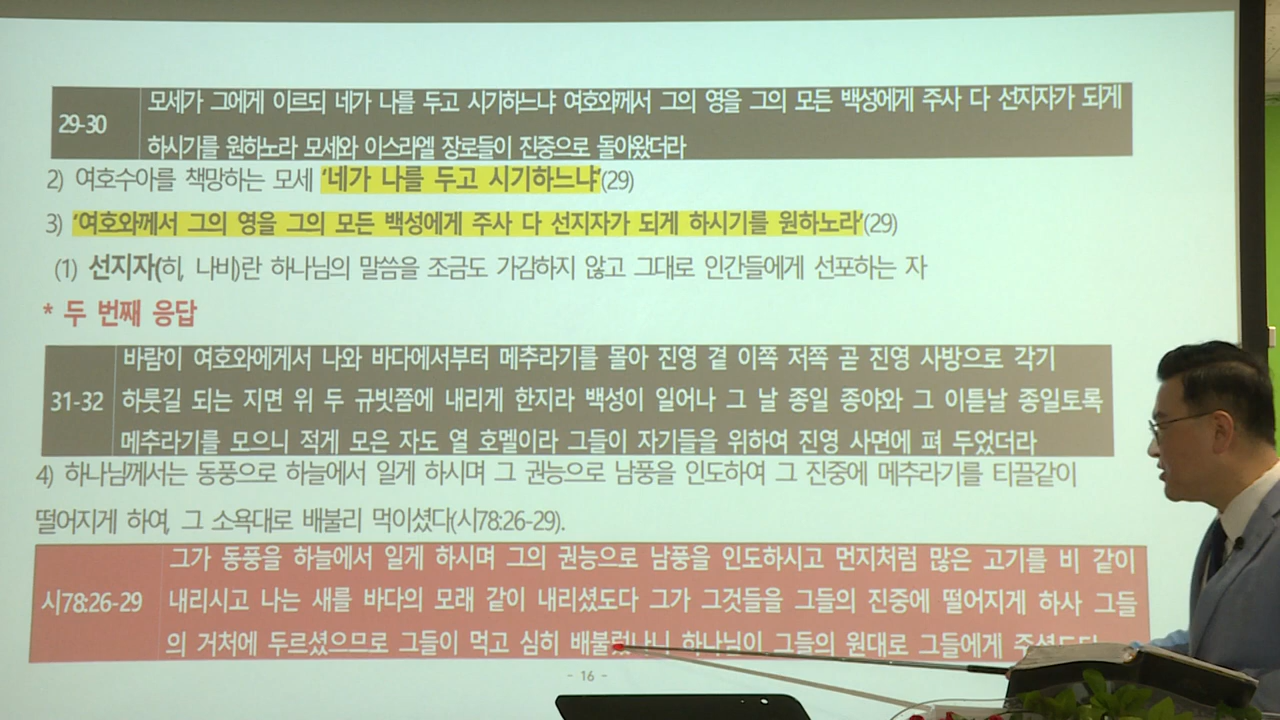 29-30
모세가 그에게 이르되 네가 나를 두고 시기하느냐 여호와께서 그의 영을 그의 모든 백성에게 주사 다 선지자가 되게
하시기를 원하노라 모세와 이스라엘 장로들이 진중으로 돌아왔더라
2) 여호수아를 책망하는 모세 '네가 나를 두고 시기하느냐'(29)
3) '여호와께서 그의 영을 그의 모든 백성에게 주사 다 선지자가 되게 하시기를 원하노라'(29)
(1) 선지자(히, 나비)란 하나님의 말씀을 조금도 가감하지 않고 그대로 인간들에게 선포하는 자
* 두 번째 응답
31-32
바람이 여호와에게서 나와 바다에서부터 메추라기를 몰아 진영 곁 이쪽 저쪽 곧 진영 사방으로 각기
하룻길 되는 지면 위 두 규빗쯤에 내리게 한지라 백성이 일어나 그 날 종일 종야와 그 이튿날 종일토록
메추라기를 모으니 적게 모은 자도 열 호멜이라 그들이 자기들을 위하여 진영 사면에 펴 두었더라
4) 하나님께서는 동풍으로 하늘에서 일게 하시며 그 권능으로 남풍을 인도하여 그 진중에 메추라기를 티끌같이
떨어지게 하여, 그 소욕대로 배불리 먹이셨다(시78:26-29).
시78:26-29
그가 동풍을 하늘에서 일게 하시며 그의 권능으로 남풍을 인도하시고 먼지처럼 많은 고기를 비 같이
내리시고 나는 새를 바다의 모래 같이 내리셨도다 그가 그것들을 그들의 진중에 떨어지게 하사 그들
의 거처에 두르셨으므로 그들이 먹고 심히 배불렀나니 하나님이 그들의 원대로 그들에게
- 16 -